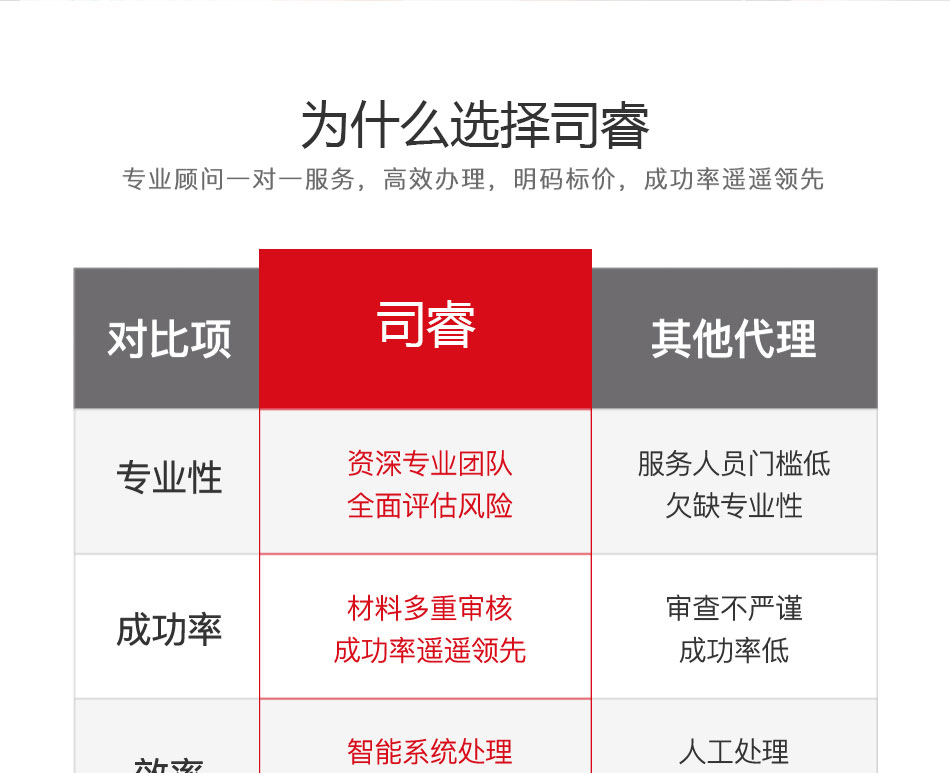 为什么选择司睿
专业顾问一对一服务，高效办理，明码标价，成功率遥遥领先
对比项
司睿
其他代理
专业性
资深专业团队
全面评估风险
服务人员门槛低
欠缺专业性
成功率
材料多重审核
成功率遥遥领先
审查不严谨
成功率低
效率
智能系统处理
人工处理